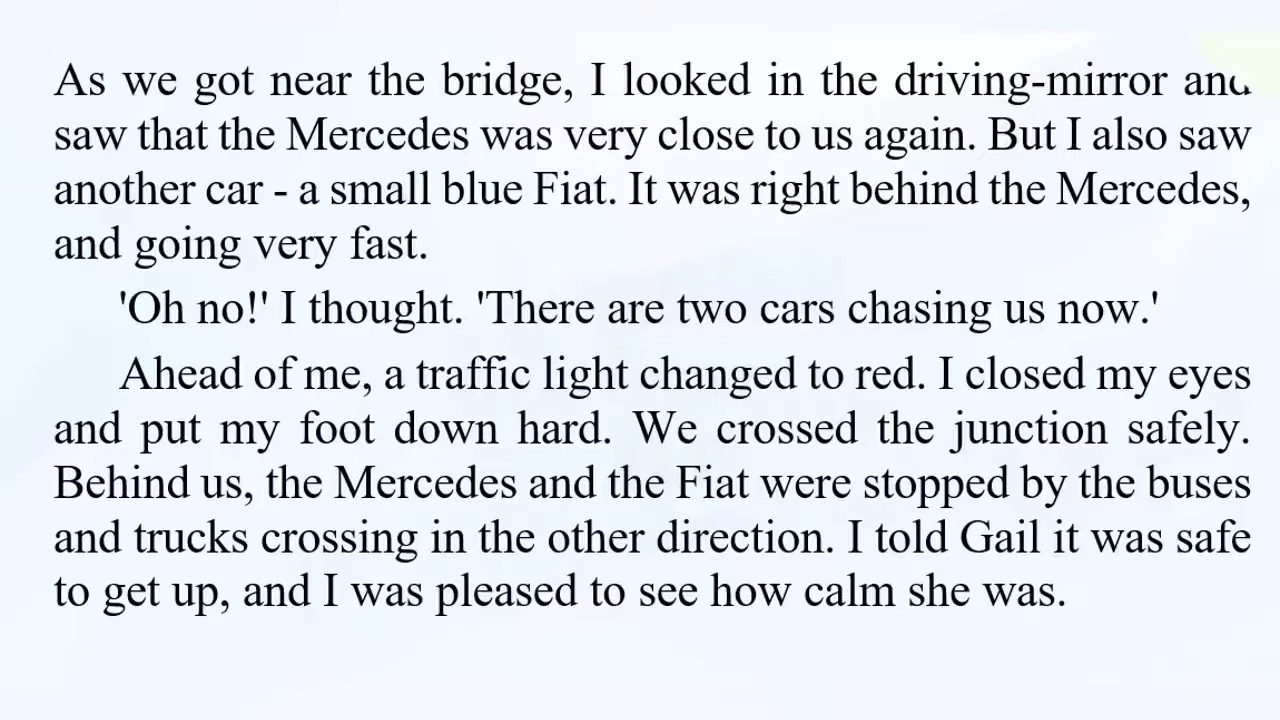 As we got near the bridge, I looked in the driving-mirror and
saw that the Mercedes was very close to us again. But I also saw
another car - a small blue Fiat. It was right behind the Mercedes,
and going very fast.
'Oh no!' I thought. 'There are two cars chasing us now.'
Ahead of me, a traffic light changed to red. I closed my eyes
and put my foot down hard. We crossed the junction safely.
Behind us, the Mercedes and the Fiat were stopped by the buses
and trucks crossing in the other direction. I told Gail it was safe
to get up, and I was pleased to see how calm she was.